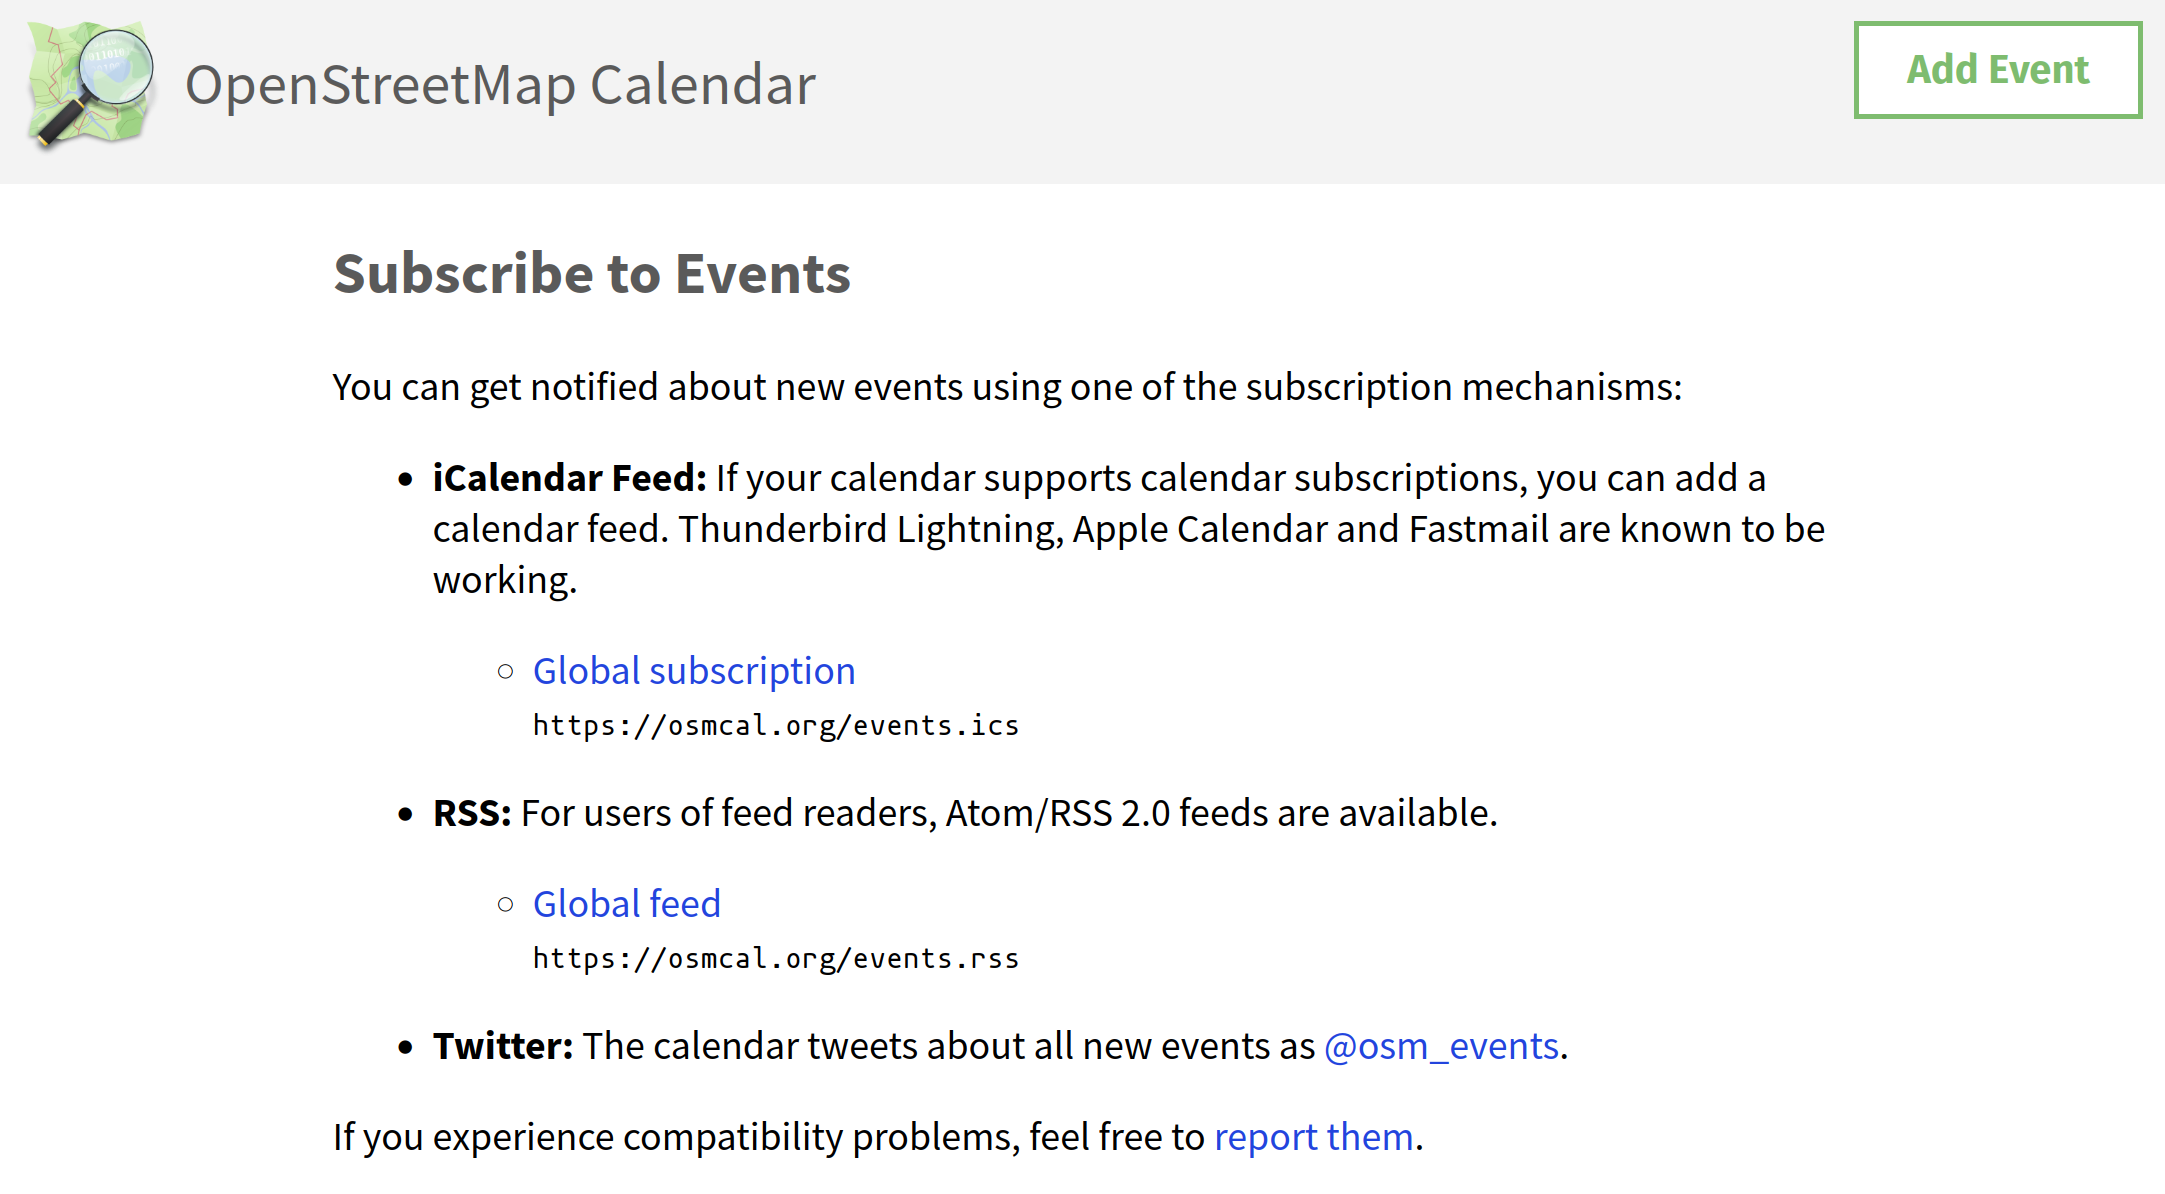 OpenStreetMap Calendar
Add Event
Subscribe to Events
You can get notified about new events using one of the subscription mechanisms:
• iCalendar Feed: If your calendar supports calendar subscriptions, you can add a
calendar feed. Thunderbird Lightning, Apple Calendar and Fastmail are known to be
working.
○ Global subscription
https://osmcal.org/events.ics
• RSS: For users of feed readers, Atom/RSS 2.0 feeds are available.
○ Global feed
https://osmcal.org/events.rss
• Twitter: The calendar tweets about all new events as @osm_events.
If you experience compatibility problems, feel free to report them.